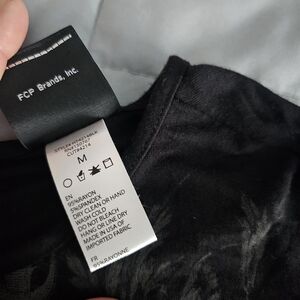 FCP Brands, Inc.
M
EN
95%RAYON
5%SPANDEX
DRY CLEAN OR HAND
WASH COLD
DO NOT BLEACH
HANG OR LINE DRY
MADE IN USA OF
IMPORTED FABRIC
FR
95%RAYONNE